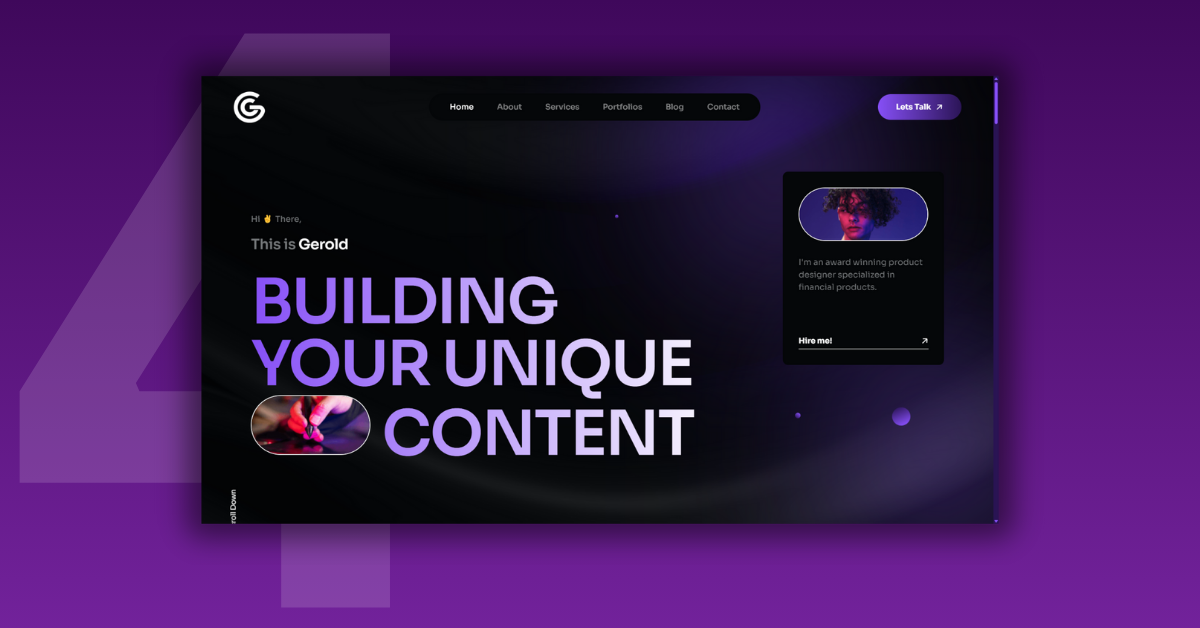 4
G
Home About Services Portfolios Blog Contact
Lets Talk
Hi ✌️ There,
This is Gerold
BUILDING
YOUR UNIQUE
CONTENT
I'm an award winning product
designer specialized in
financial products.
Hire me!
roll Down